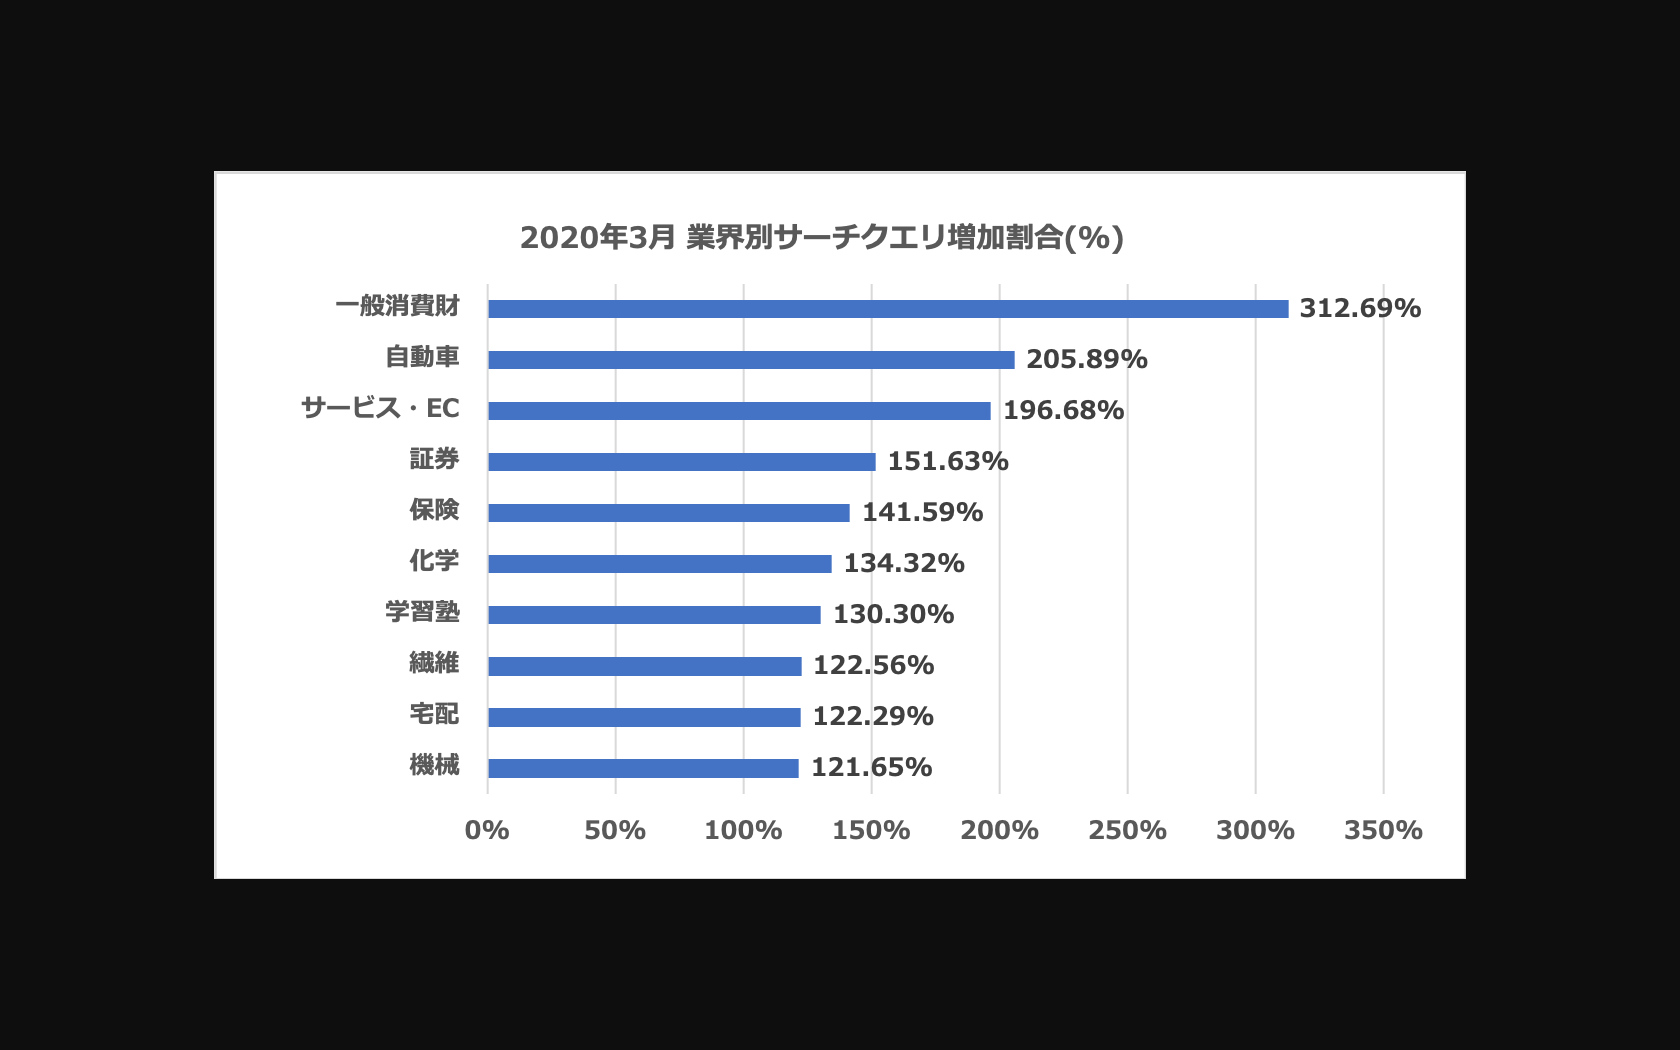 2020年3月 業界別サーチクエリ増加割合(%)
一般消費財 312.69%
自動車 205.89%
サービス・EC 196.68%
証券 151.63%
保険 141.59%
化学 134.32%
学習塾 130.30%
繊維 122.56%
宅配 122.29%
機械 121.65%
0% 50% 100% 150% 200% 250% 300% 350%